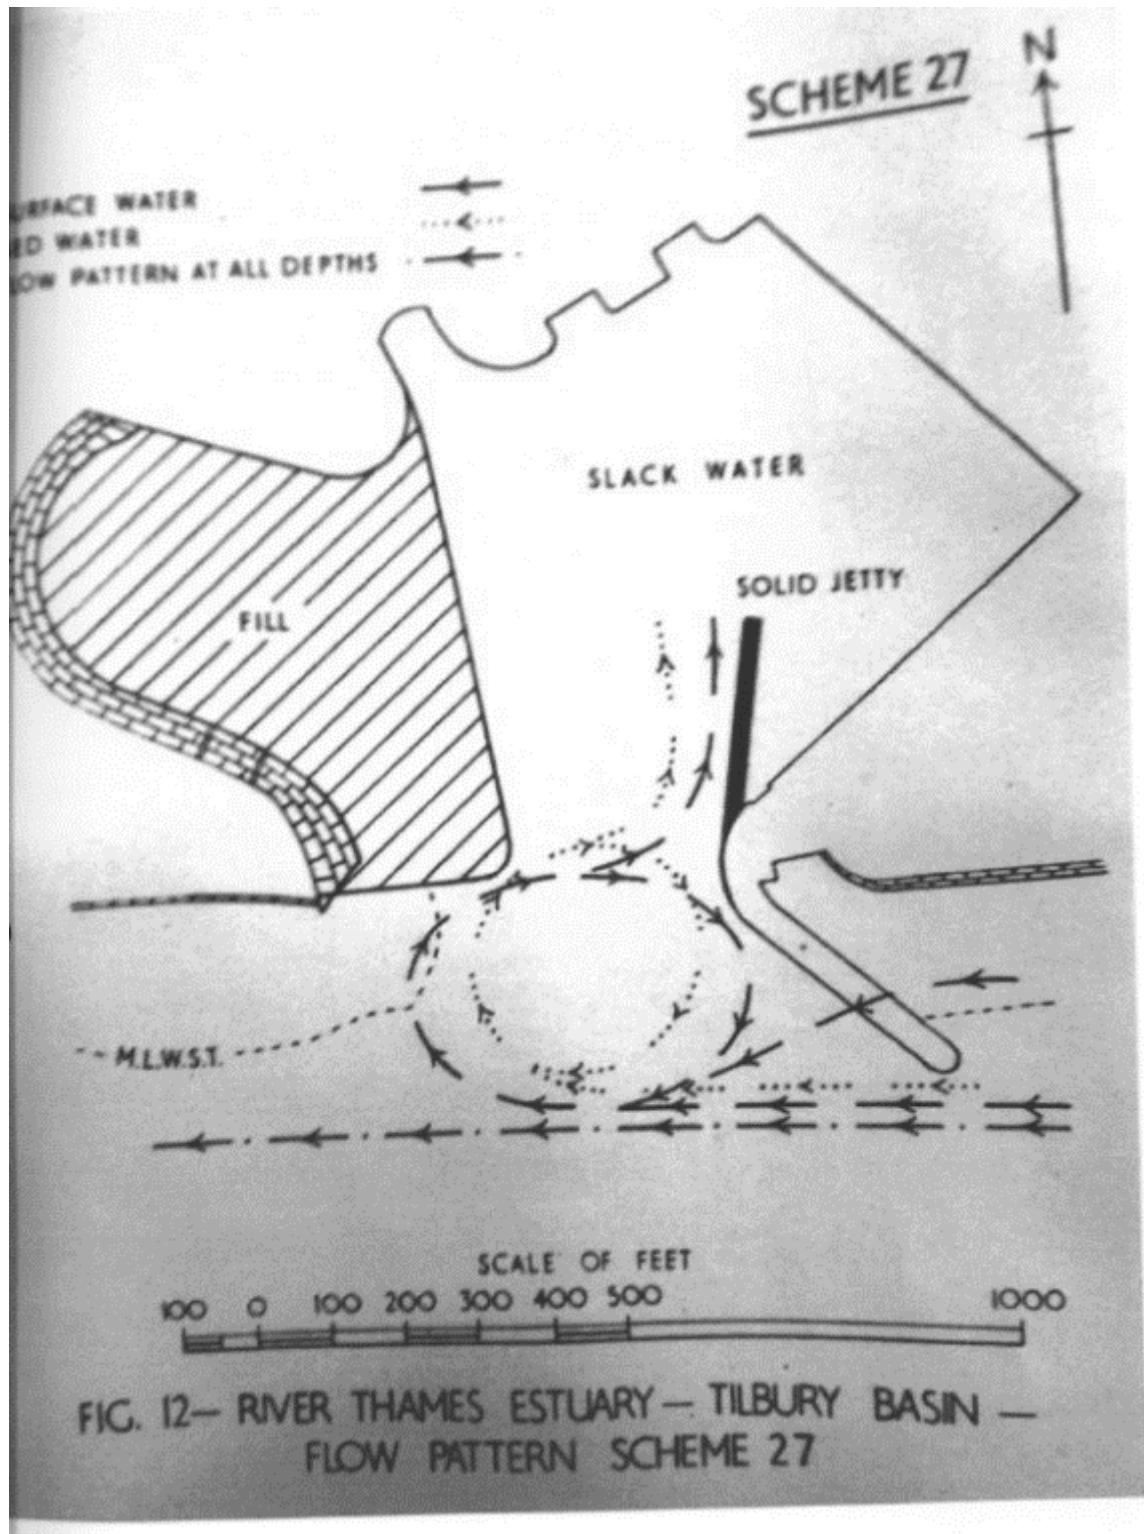 SCHEME 27
N
URFACE WATER
ED WATER
LOW PATTERN AT ALL DEPTHS
SLACK WATER
SOLID JETTY
FILL
M.L.W.S.T.
SCALE OF FEET
100 0 100 200 300 400 500 1000
FIG. 12— RIVER THAMES ESTUARY — TILBURY BASIN —
FLOW PATTERN SCHEME 27